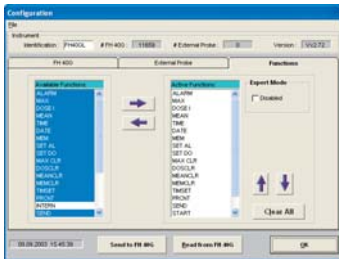 Configuration
File
Instrument
Identification: FH40GL # FH 40G: 11659 # External Probe: 0 Version: VV2.72
FH 40G External Probe Functions
Available Functions
ALARM
MAX
DOSE I
MEAN
TIME
DATE
MEM
SET AL
SET DO
MAX CLR
DOSCLR
MEANCLR
MEMCLR
TIMSET
FRONT
INTERN
SEND
Active Functions
ALARM
MAX
DOSE I
MEAN
TIME
DATE
MEM
SET AL
SET DO
MAX CLR
DOSCLR
MEANCLR
MEMCLR
TIMSET
FRONT
SEND
START
Expert Mode
Disabled
Clear All
Send to FH 40G
Read from FH 40G
OK